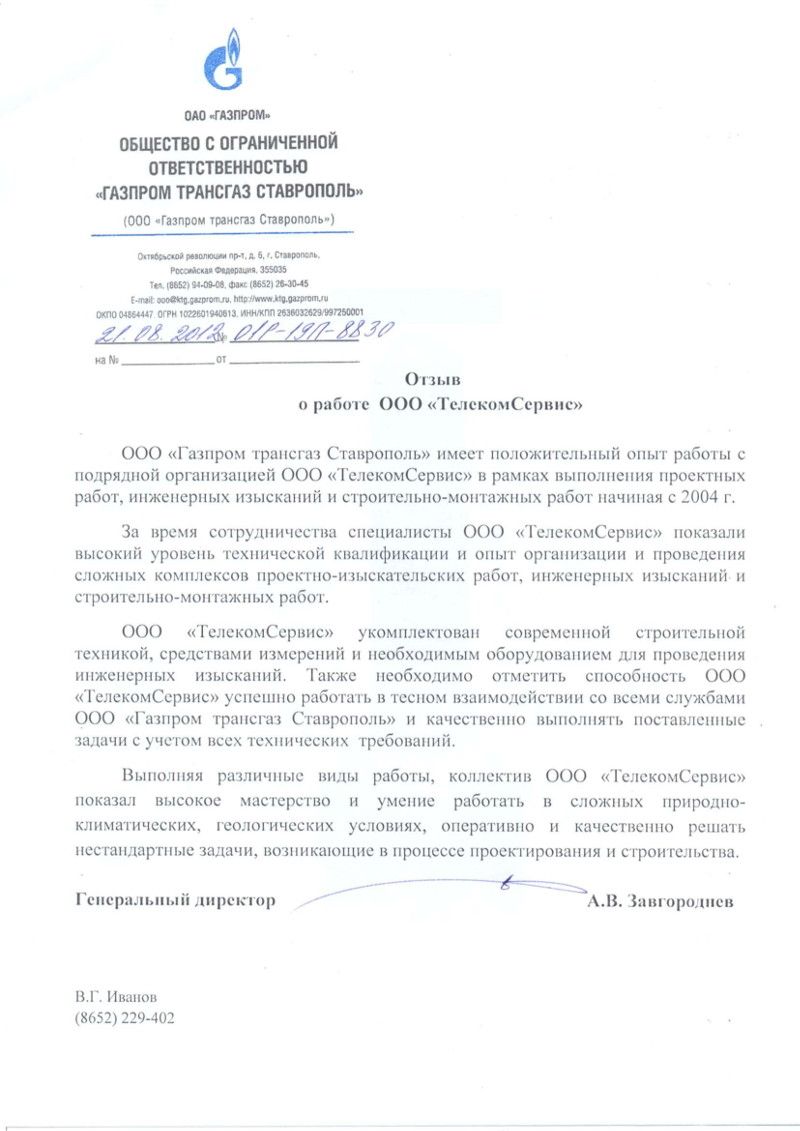 ОАО «ГАЗПРОМ»
ОБЩЕСТВО С ОГРАНИЧЕННОЙ
ОТВЕТСТВЕННОСТЬЮ
«ГАЗПРОМ ТРАНСГАЗ СТАВРОПОЛЬ»
(ООО «Газпром трансгаз Ставрополь»)
Октябрьской революции пр-т, д. 6, г. Ставрополь,
Российская Федерация, 355035
Тел. (8652) 94-09-08, факс (8652) 26-30-45
E-mail: ooo@ktg.gazprom.ru, http://www.ktg.gazprom.ru
ОКПО 04864447, ОГРН 1022601940613, ИНН/КПП 2636032629/997250001
21.08.2012 № 01Р-19П-8830
на № ____________ от ____________
Отзыв
о работе ООО «ТелекомСервис»
ООО «Газпром трансгаз Ставрополь» имеет положительный опыт работы с
подрядной организацией ООО «ТелекомСервис» в рамках выполнения проектных
работ, инженерных изысканий и строительно-монтажных работ начиная с 2004 г.
За время сотрудничества специалисты ООО «ТелекомСервис» показали
высокий уровень технической квалификации и опыт организации и проведения
сложных комплексов проектно-изыскательских работ, инженерных изысканий и
строительно-монтажных работ.
ООО «ТелекомСервис» укомплектован современной строительной
техникой, средствами измерений и необходимым оборудованием для проведения
инженерных изысканий. Также необходимо отметить способность ООО
«ТелекомСервис» успешно работать в тесном взаимодействии со всеми службами
ООО «Газпром трансгаз Ставрополь» и качественно выполнять поставленные
задачи с учетом всех технических требований.
Выполняя различные виды работы, коллектив ООО «ТелекомСервис»
показал высокое мастерство и умение работать в сложных природно-
климатических, геологических условиях, оперативно и качественно решать
нестандартные задачи, возникающие в процессе проектирования и строительства.
Генеральный директор А.В. Завгороднев
В.Г. Иванов
(8652) 229-402